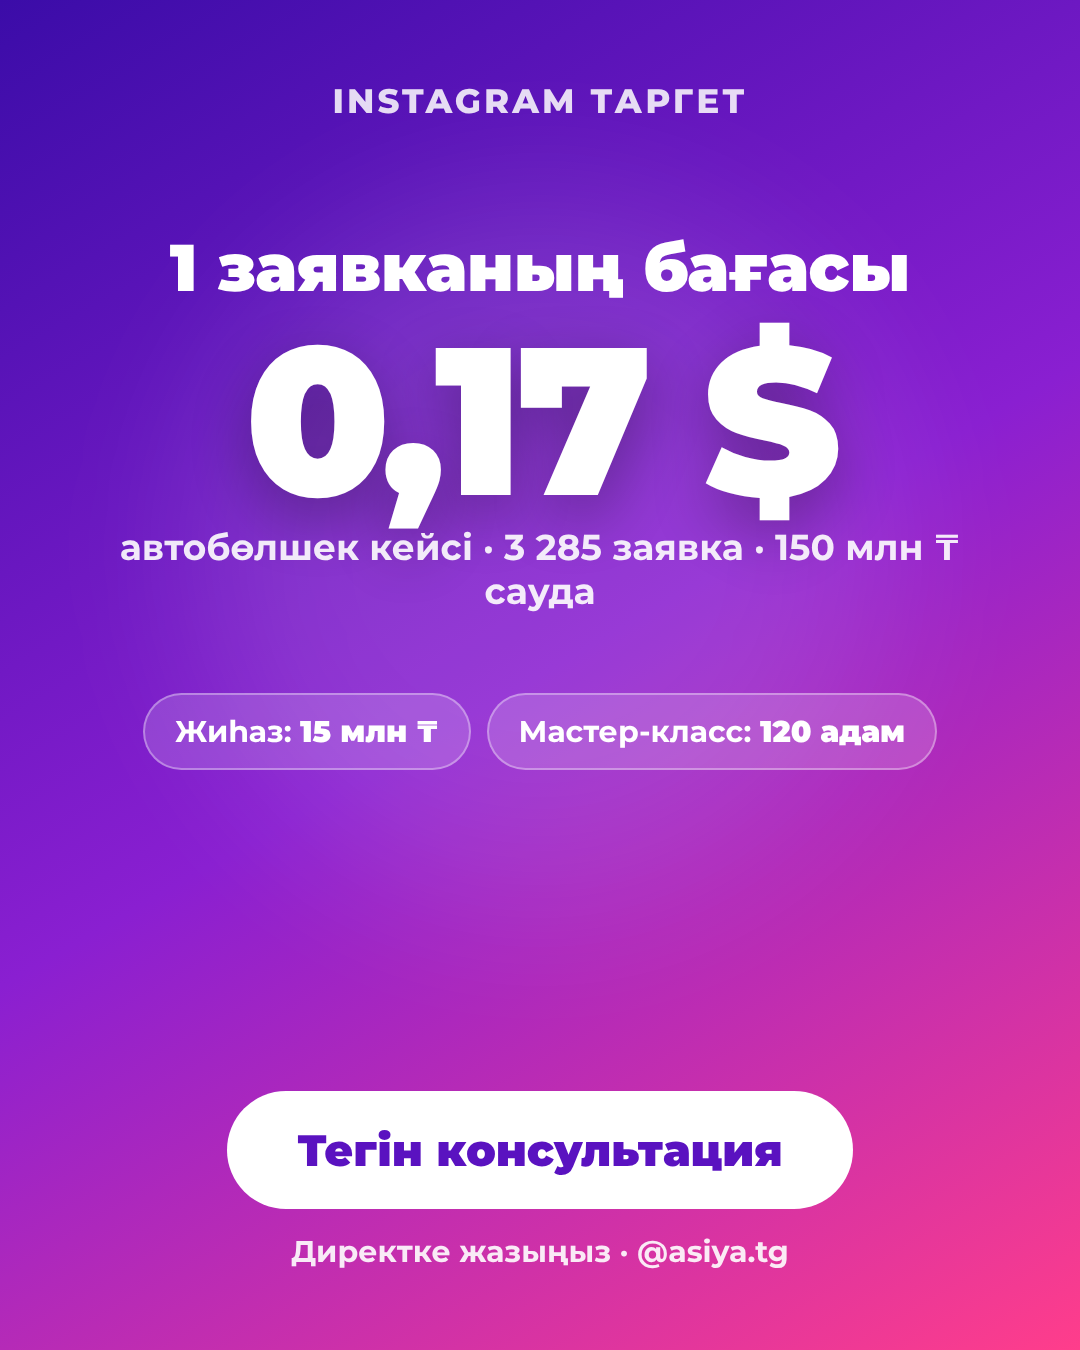 INSTAGRAM ТАРГЕТ
1 заявканың бағасы
0,17 $
автобөлшек кейсі · 3 285 заявка · 150 млн ₸
сауда
Жиһаз: 15 млн ₸
Мастер-класс: 120 адам
Тегін консультация
Директке жазыңыз · @asiya.tg